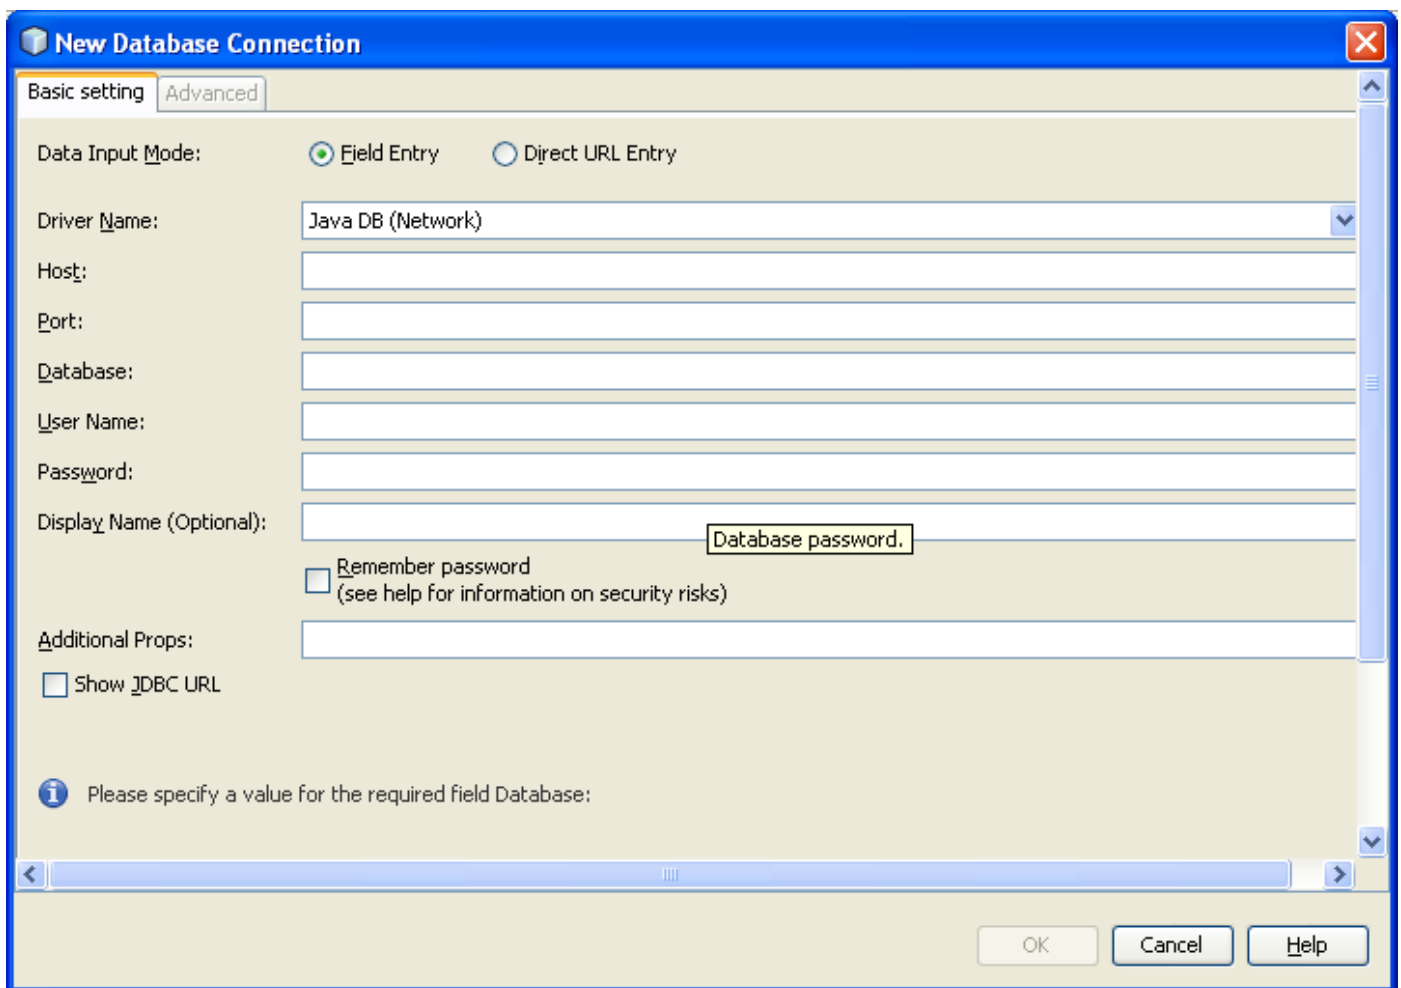 New Database Connection
Basic setting Advanced
Data Input Mode: Field Entry Direct URL Entry
Driver Name: Java DB (Network)
Host:
Port:
Database:
User Name:
Password:
Display Name (Optional):
Database password.
Remember password
(see help for information on security risks)
Additional Props:
Show JDBC URL
Please specify a value for the required field Database:
OK Cancel Help